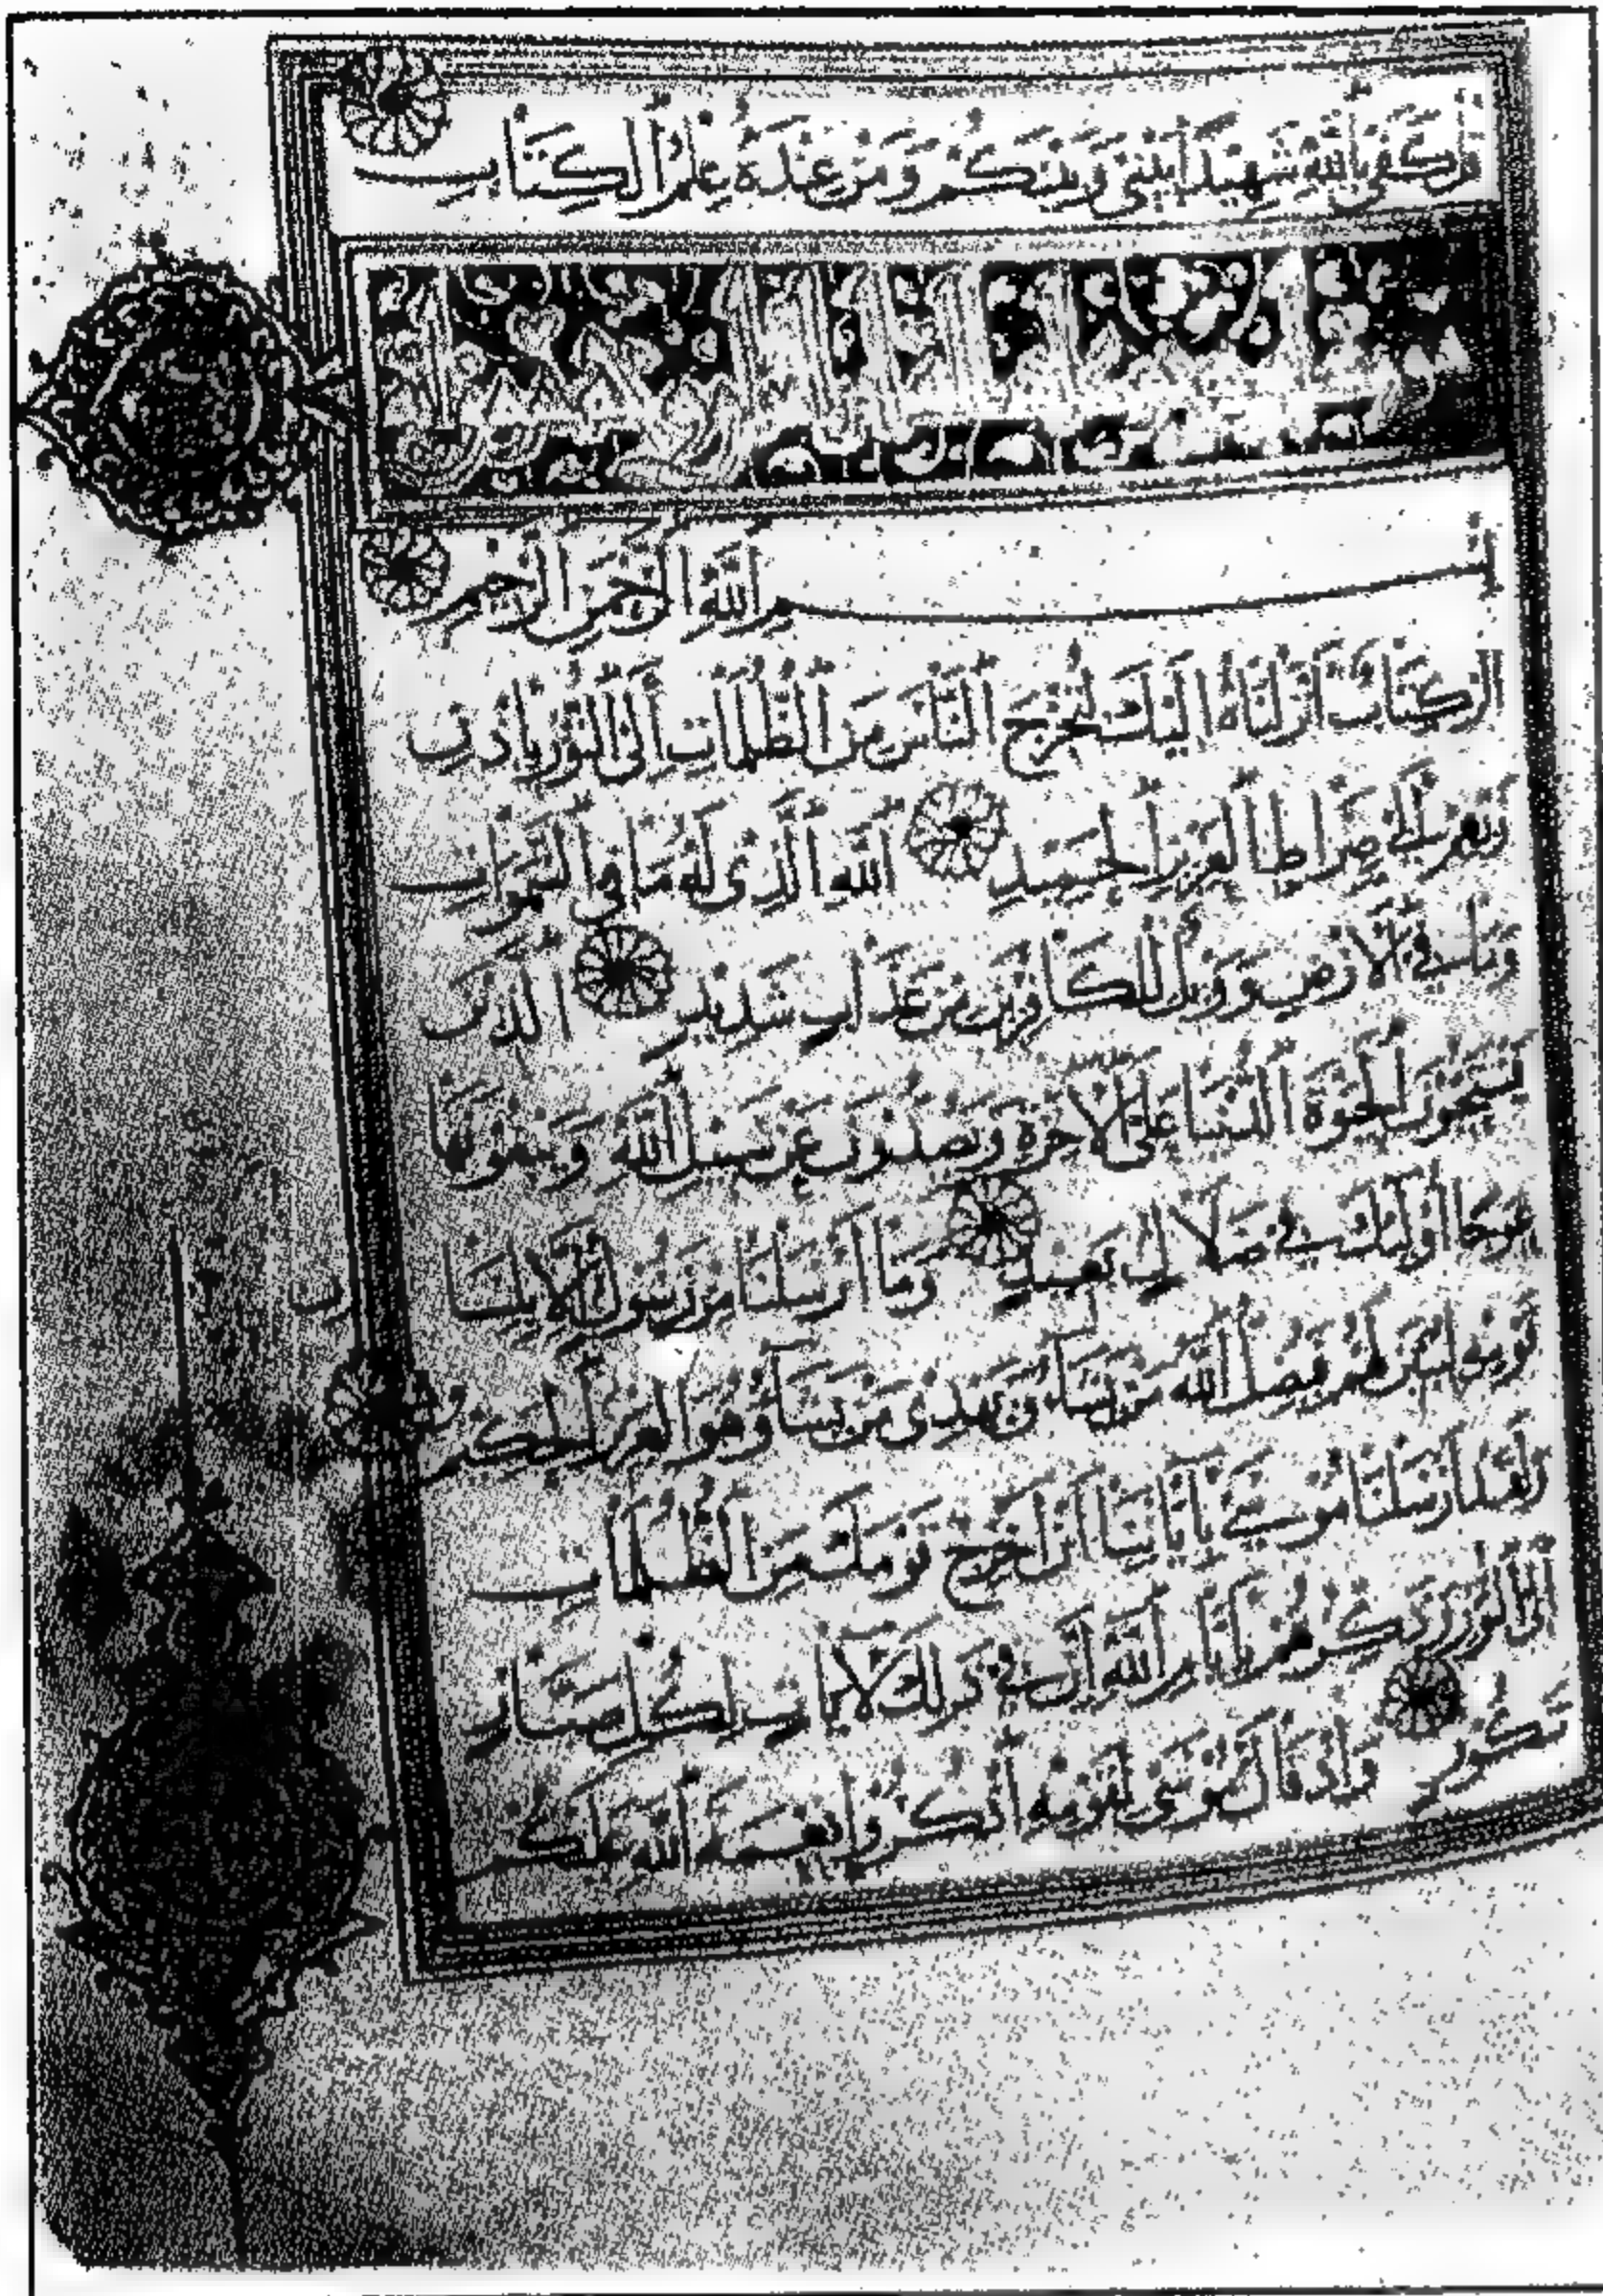 قل كفى بالله شهيدا بيني وبينكم ومن عنده علم الكتاب
بسم الله الرحمن الرحيم
الر كتاب أنزلناه إليك لتخرج الناس من الظلمات إلى النور بإذن
ربهم إلى صراط العزيز الحميد الله الذي له ما في السموات
وما في الأرض وويل للكافرين من عذاب شديد الذين
يستحبون الحيوة الدنيا على الآخرة ويصدون عن سبيل الله ويبغونها
عوجا أولئك في ضلال بعيد وما أرسلنا من رسول إلا بلسان
قومه ليبين لهم فيضل الله من يشاء ويهدي من يشاء وهو العزيز الحكيم
ولقد أرسلنا موسى بآياتنا أن أخرج قومك من الظلمات
إلى النور وذكرهم بأيام الله إن في ذلك لآيات لكل صبار
شكور وإذ قال موسى لقومه اذكروا نعمة الله عليكم